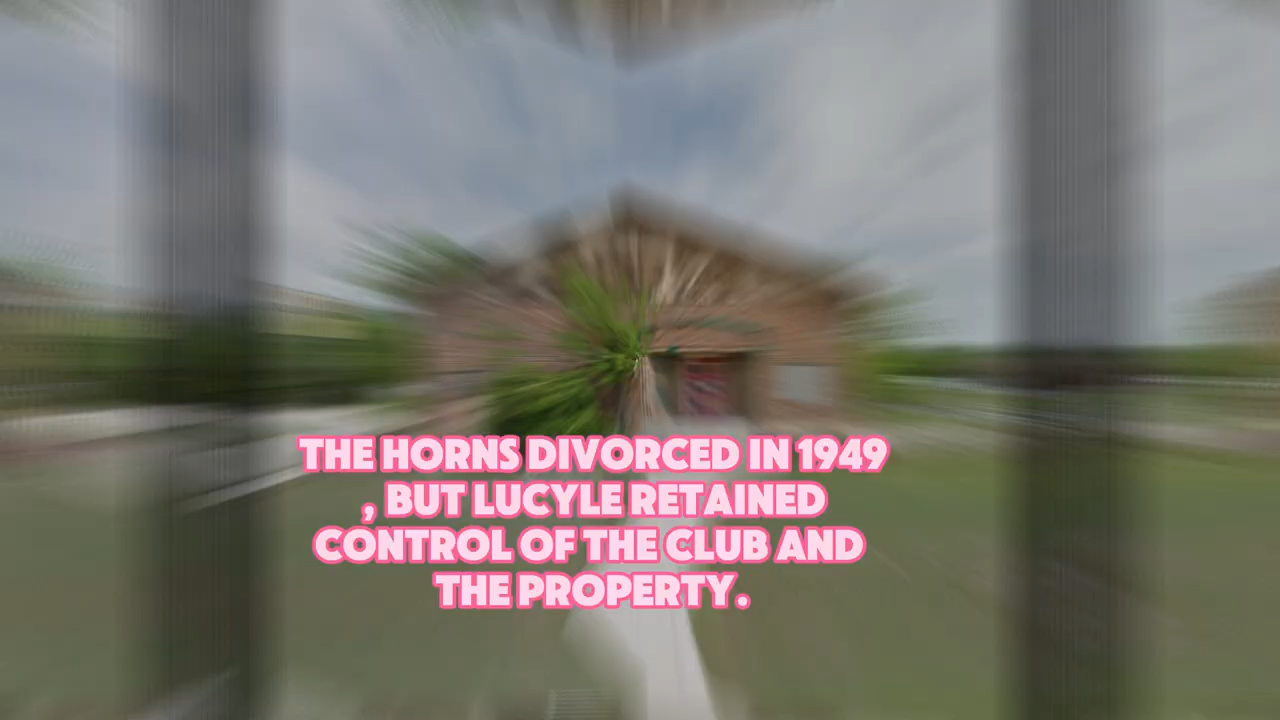 THE HORNS DIVORCED IN 1949
, BUT LUCYLE RETAINED
CONTROL OF THE CLUB AND
THE PROPERTY.